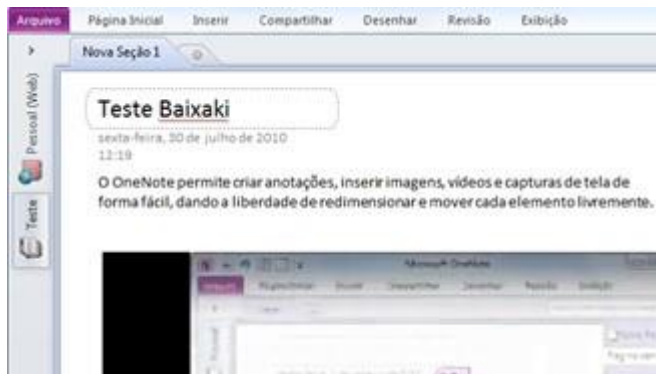 Arquivo Página Inicial Inserir Compartilhar Desenhar Revisão Exibição
Nova Seção 1
Pessoal (Web)
Teste
Teste Baixaki
sexta-feira, 30 de julho de 2010
12:19
O OneNote permite criar anotações, inserir imagens, vídeos e capturas de tela de
forma fácil, dando a liberdade de redimensionar e mover cada elemento livremente.
Microsoft OneNote